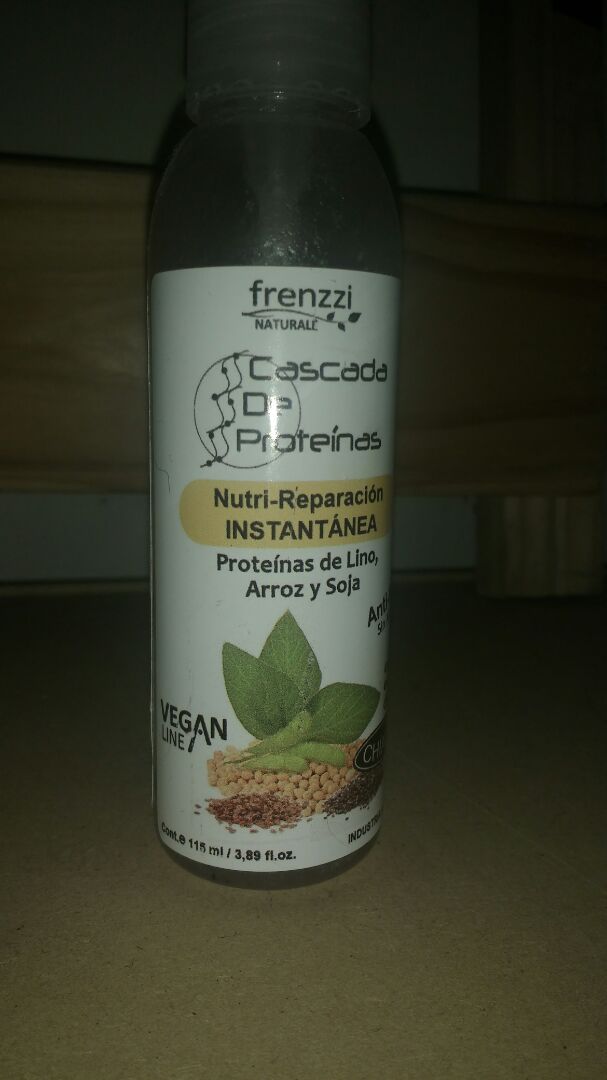 frenzzi
NATURALE
Cascada
De
Proteínas
Nutri-Reparación
INSTANTÁNEA
Proteínas de Lino,
Arroz y Soja
VEGAN
LINE
Cont.e 115 ml / 3,89 fl.oz.